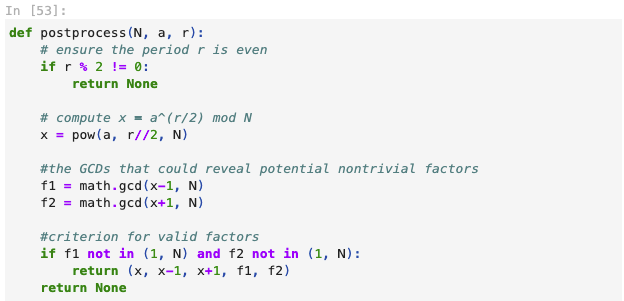 In [53]:
def postprocess(N, a, r):
    # ensure the period r is even
    if r % 2 != 0:
        return None

    # compute x = a^(r/2) mod N
    x = pow(a, r//2, N)

    #the GCDs that could reveal potential nontrivial factors
    f1 = math.gcd(x-1, N)
    f2 = math.gcd(x+1, N)

    #criterion for valid factors
    if f1 not in (1, N) and f2 not in (1, N):
        return (x, x-1, x+1, f1, f2)
    return None